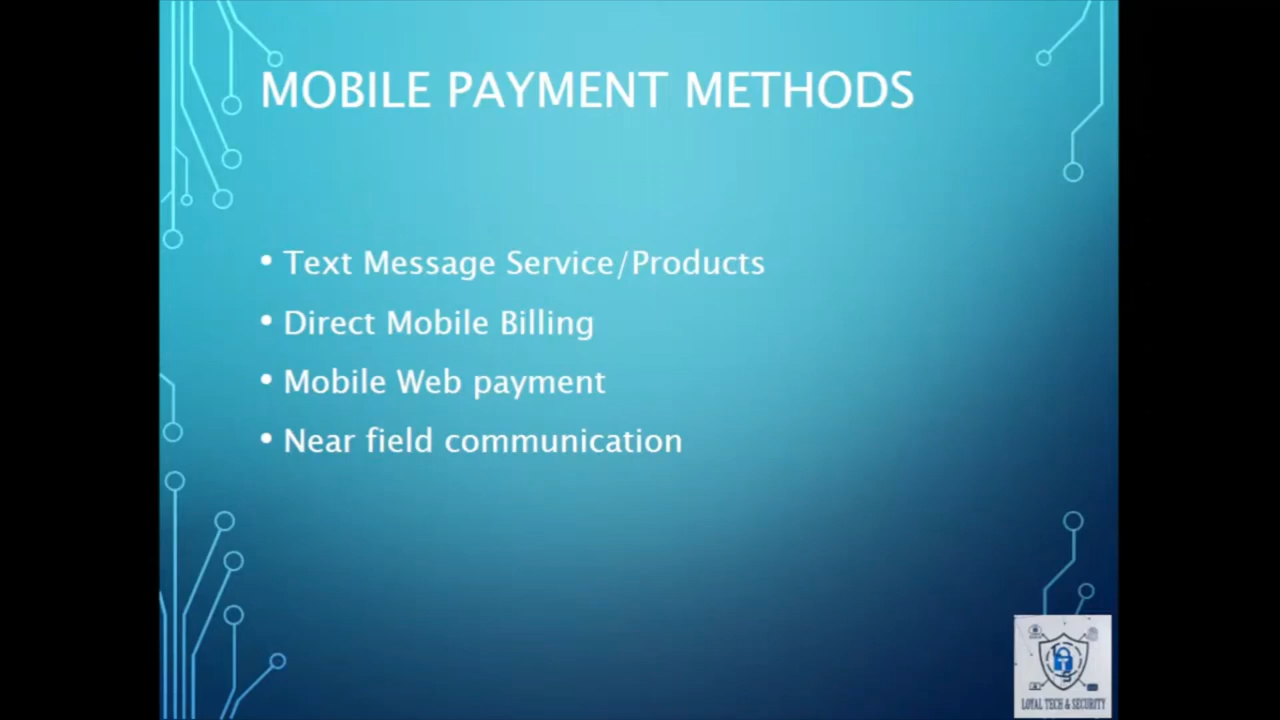 MOBILE PAYMENT METHODS
• Text Message Service/Products
• Direct Mobile Billing
• Mobile Web payment
• Near field communication
LOYAL TECH & SECURITY